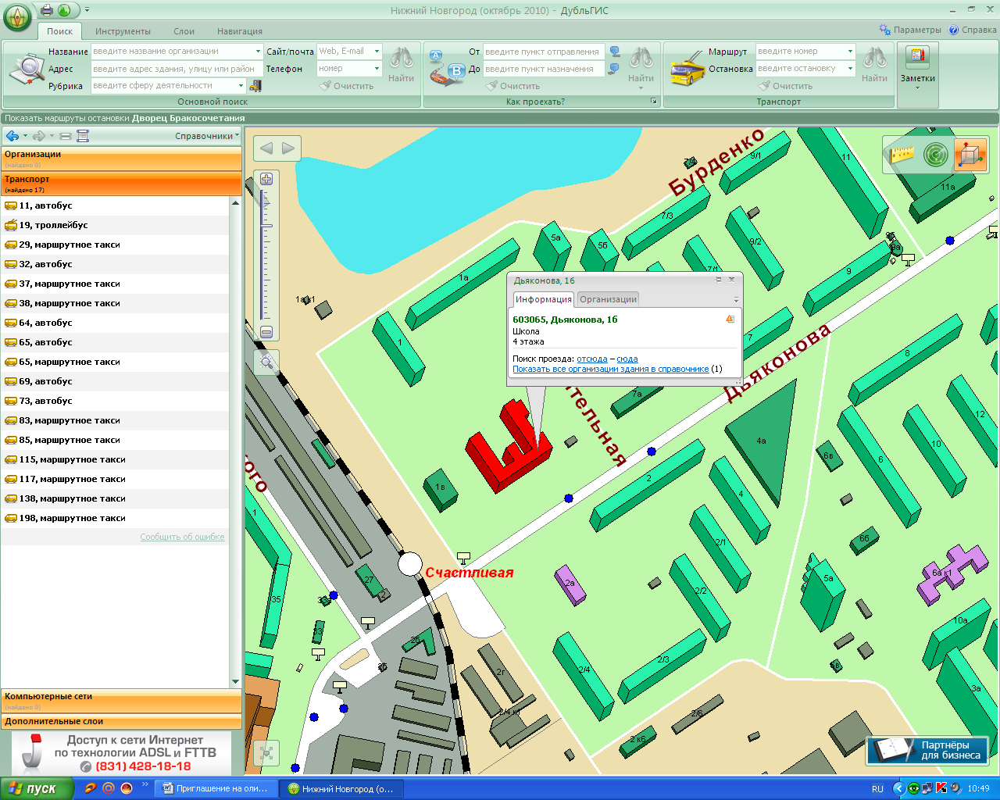 Нижний Новгород (октябрь 2010) - ДубльГИС
Поиск Инструменты Слои Навигация Параметры Справка
Название введите название организации Сайт/почта Web, E-mail
Адрес введите адрес здания, улицу или район Телефон номер
Рубрика введите сферу деятельности Очистить Найти
Основной поиск
От введите пункт отправления
До введите пункт назначения
Очистить Найти
Как проехать?
Маршрут введите номер
Остановка введите остановку
Очистить Найти
Транспорт
Заметки
Показать маршруты остановки Дворец Бракосочетания
Справочники
Организации
(найдено 0)
Транспорт
(найдено 17)
11, автобус
19, троллейбус
29, маршрутное такси
32, автобус
37, маршрутное такси
38, маршрутное такси
64, автобус
65, автобус
65, маршрутное такси
69, автобус
73, автобус
83, маршрутное такси
85, маршрутное такси
115, маршрутное такси
117, маршрутное такси
138, маршрутное такси
198, маршрутное такси
Сообщить об ошибке
Компьютерные сети
(найдено 0)
Дополнительные слои
Доступ к сети Интернет
по технологии ADSL и FTTB
(831) 428-18-18
Бурденко
7/4
9/1
11
11а
7/3
9/2
5а
5б
7/1
9а
9
1а
1
Дьяконова, 16
Информация Организации
603065, Дьяконова, 1б
Школа
4 этажа
Поиск проезда: отсюда – сюда
Показать все организации здания в справочнике (1)
7
Дьяконова
8
7а
тельная
12
10
6
4а
6в
2
4
1в
ого
1
2/1
6б
6а к1
5а
Счастливая
2а
2/2
27
35
33а
33
2б
10а
2/3
2/4
2г
3а
2/4 к1
2/6
2 к6
Партнёры
для бизнеса
пуск
Приглашение на оли...
Нижний Новгород (о...
RU
10:49